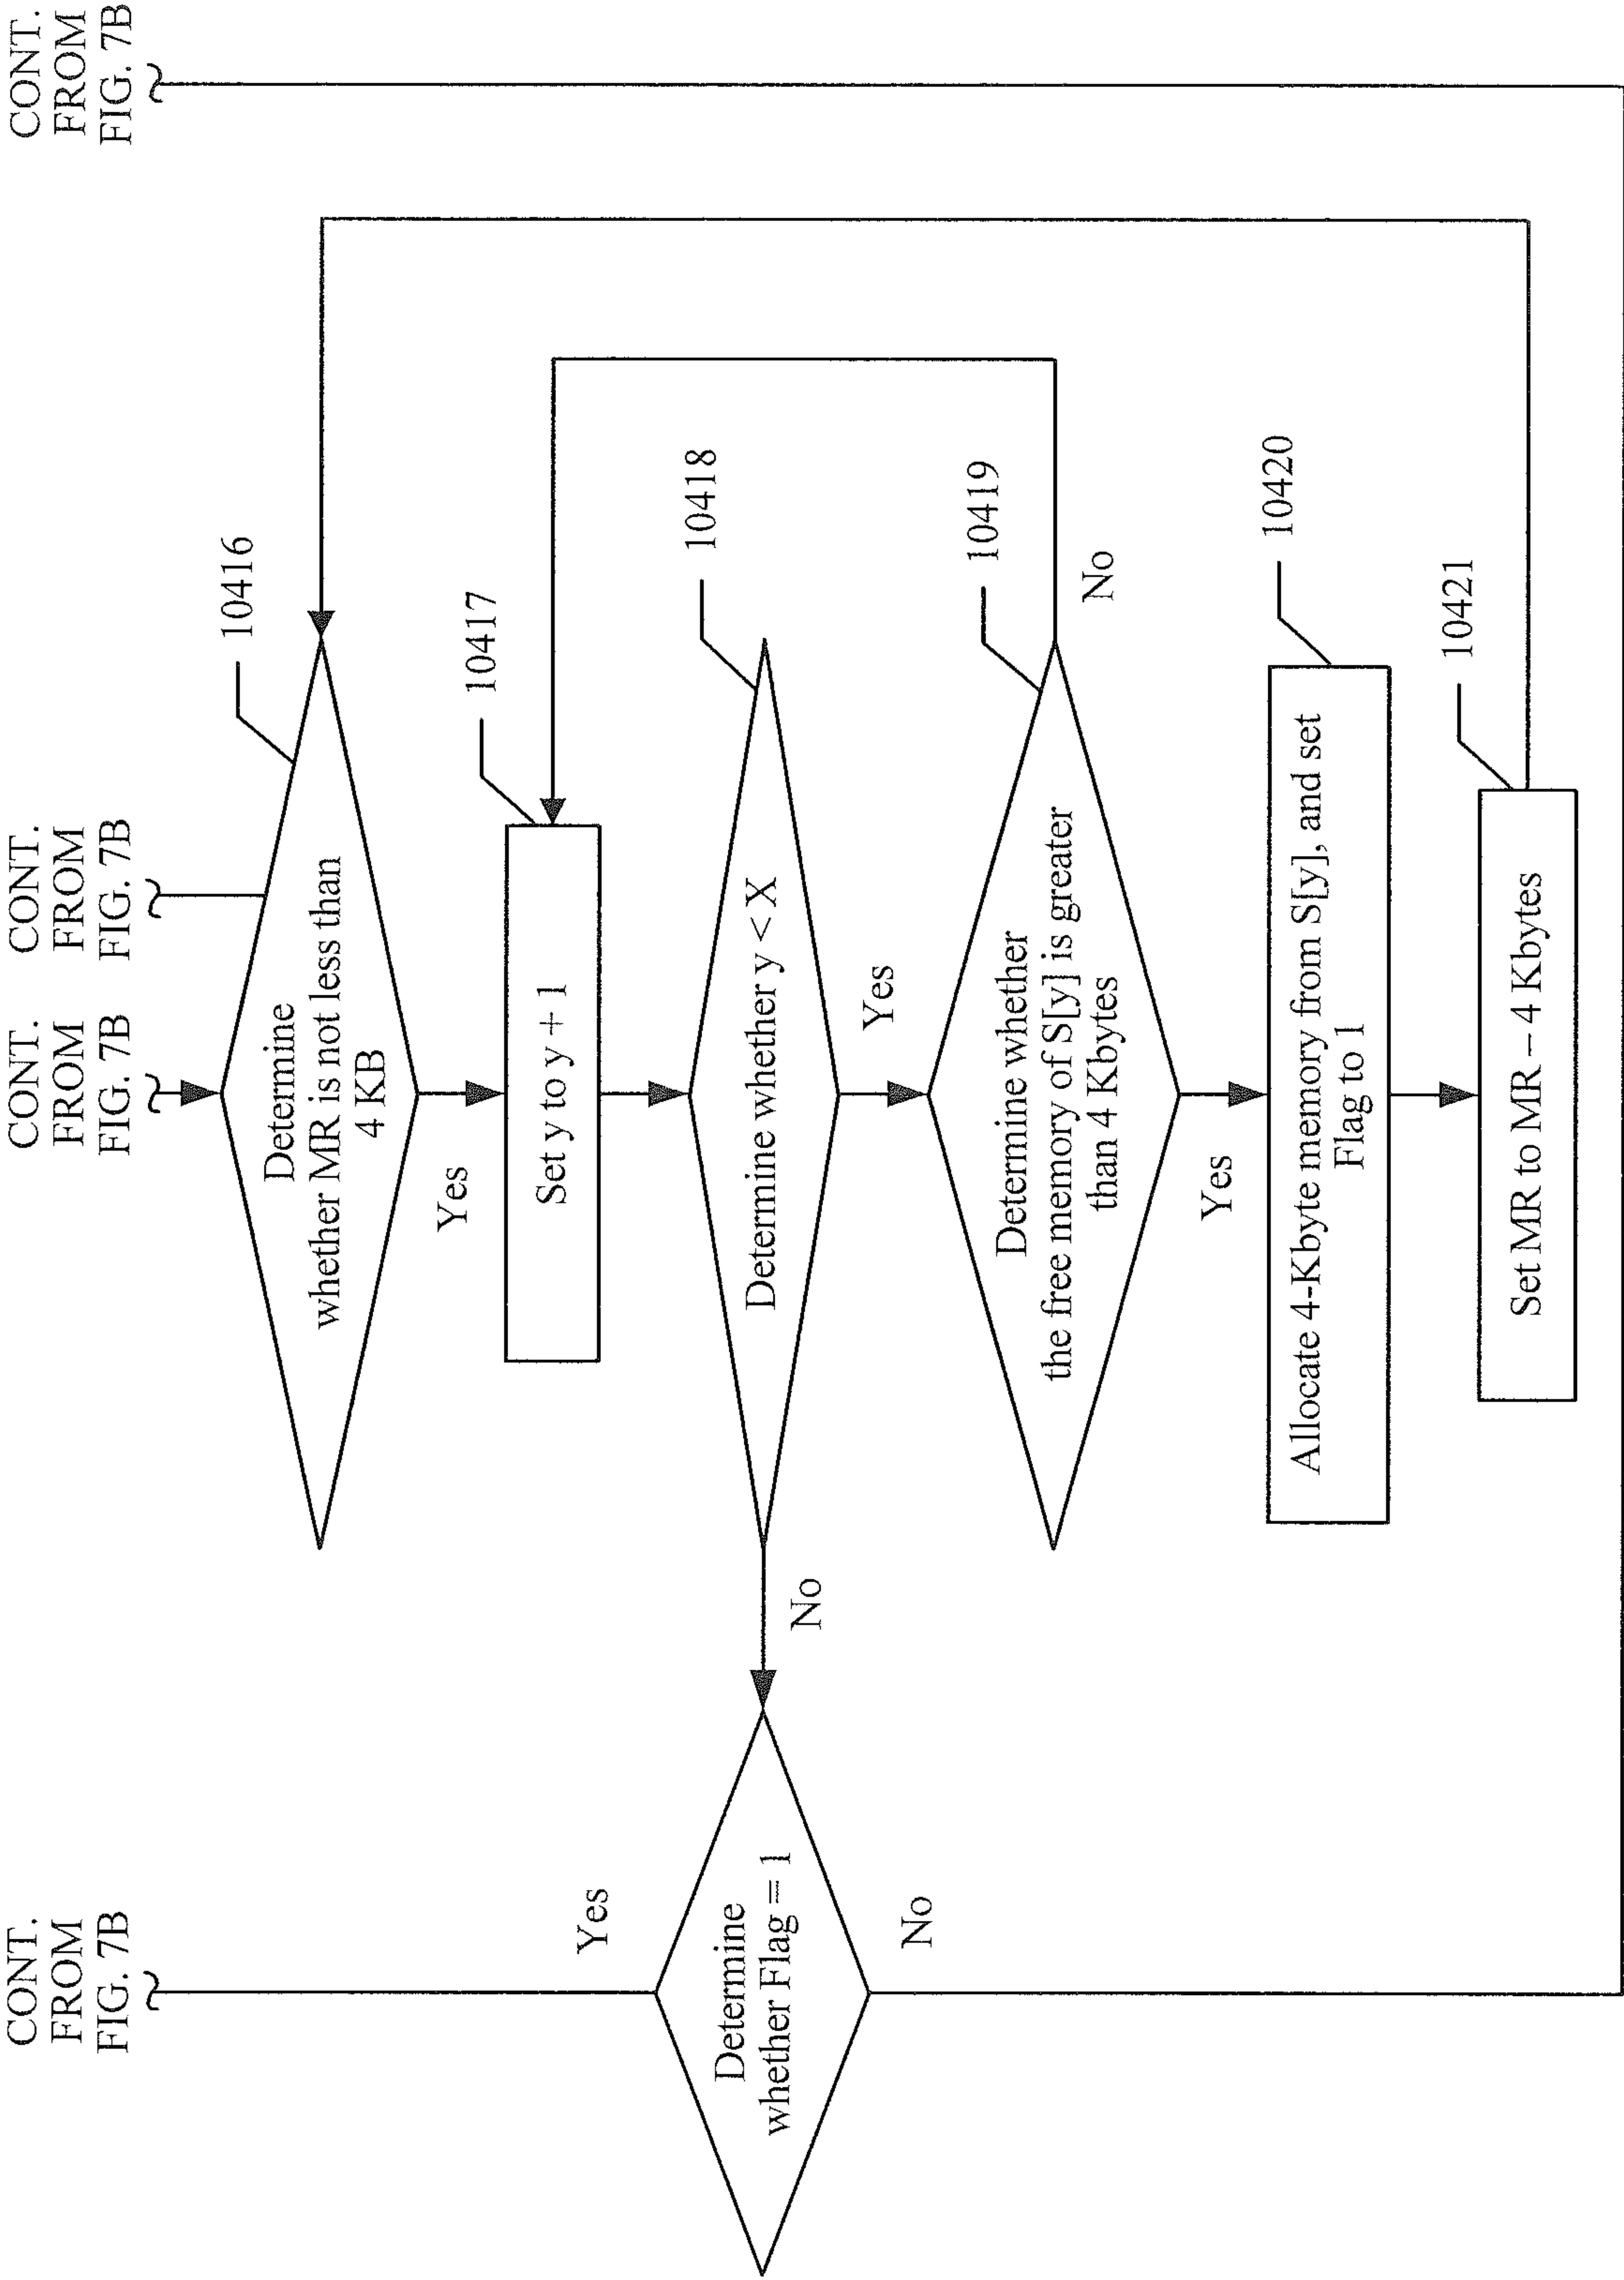 CONT.
FROM
FIG. 7B
CONT.
FROM
FIG. 7B
CONT.
FROM
FIG. 7B
CONT.
FROM
FIG. 7B
Determine
whether MR is not less than
4 KB
10416
Yes
Set y to y + 1
10417
Determine whether y < X
10418
No
Yes
Determine
whether Flag = 1
Yes
No
Determine whether
the free memory of S[y] is greater
than 4 Kbytes
10419
No
Yes
Allocate 4-Kbyte memory from S[y], and set
Flag to 1
10420
Set MR to MR – 4 Kbytes
10421